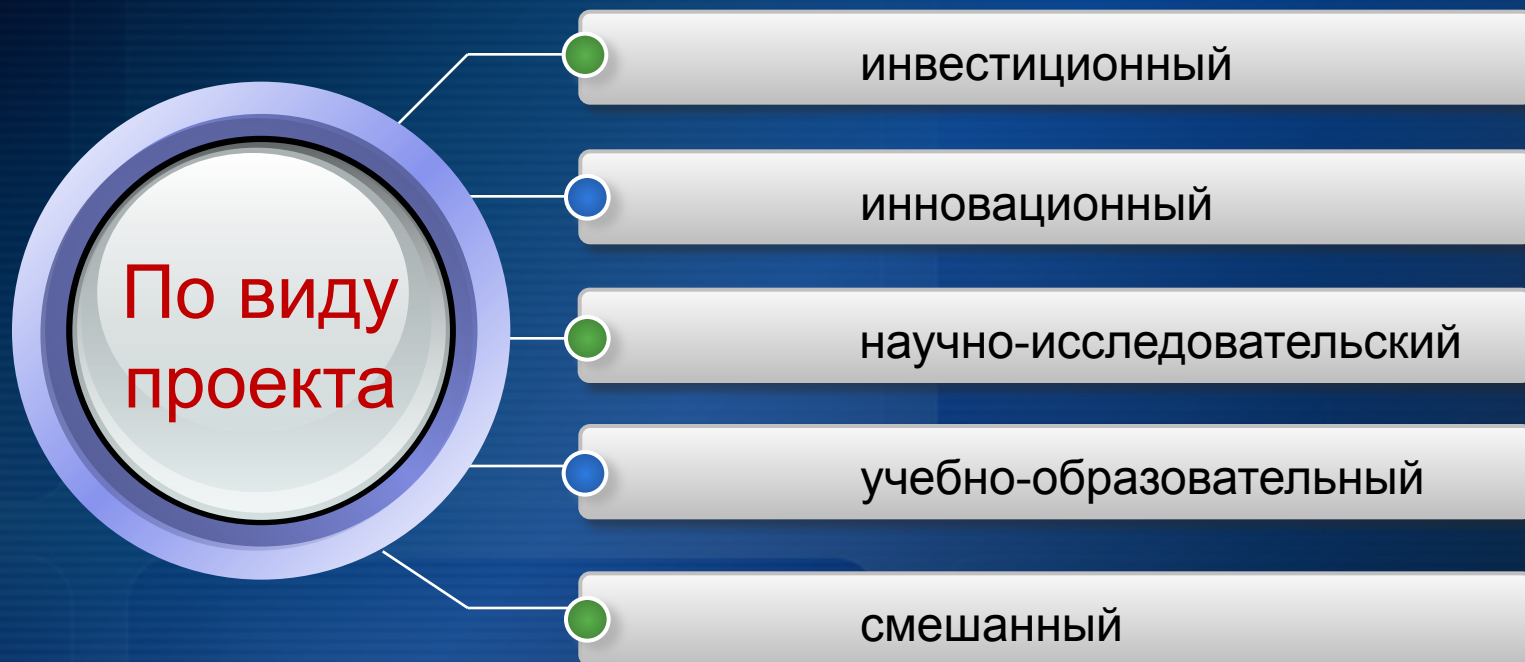 По виду
проекта
инвестиционный
инновационный
научно-исследовательский
учебно-образовательный
смешанный